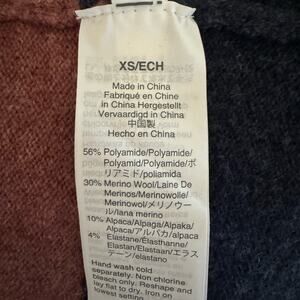 XS/ECH
Made in China
Fabriqué en Chine
in China Hergestellt
Vervaardigd in China
中国製
Hecho en China
56% Polyamide/Polyamide/
Polyamid/Polyamide/ポ
リアミド/poliamida
30% Merino Wool/Laine De
Merinos/Merinowolle/
Merinowol/メリノウー
ル/lana merino
10% Alpaca/Alpaga/Alpaka/
Alpaca/アルパカ/alpaca
4% Elastane/Élasthanne/
Elastan/Elastaan/エラス
テーン/elastano
Hand wash cold
separately. Non chlorine
bleach only. Reshape and
lay flat to dry. Iron on
lowest setting